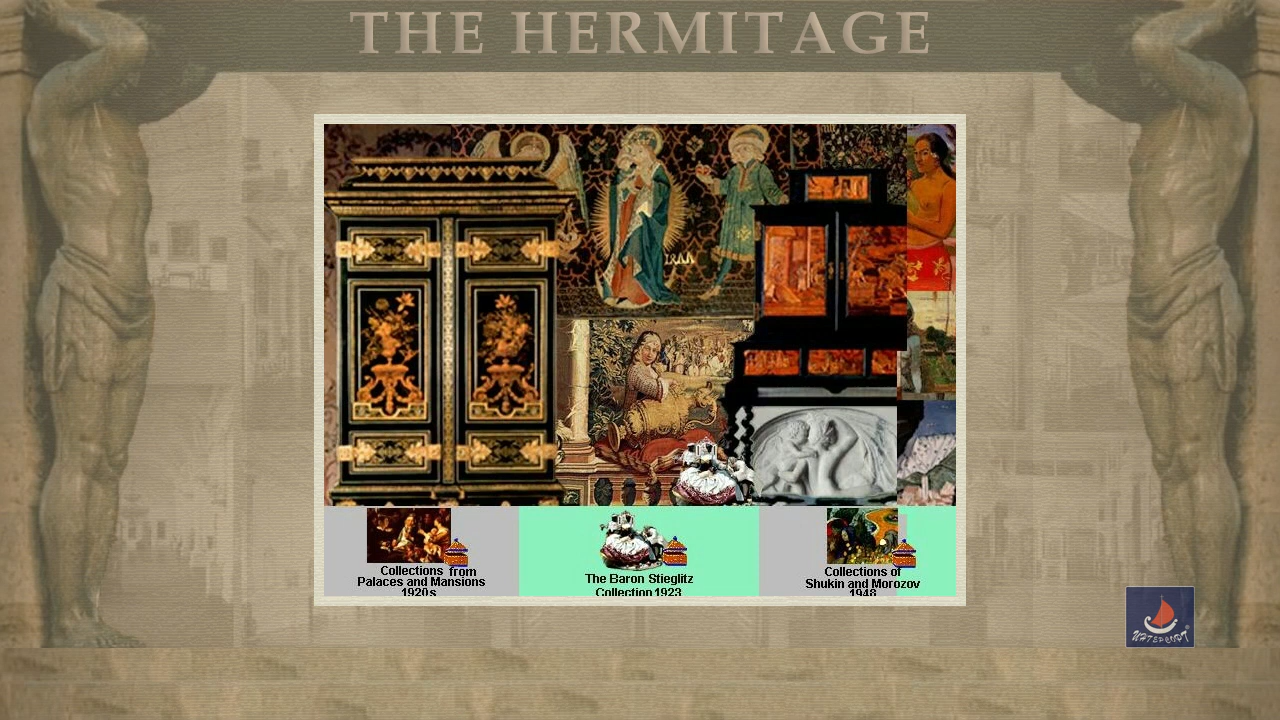 THE HERMITAGE
Collections from
Palaces and Mansions
1920s
The Baron Stieglitz
Collection 1923
Collections of
Shukin and Morozov
1948